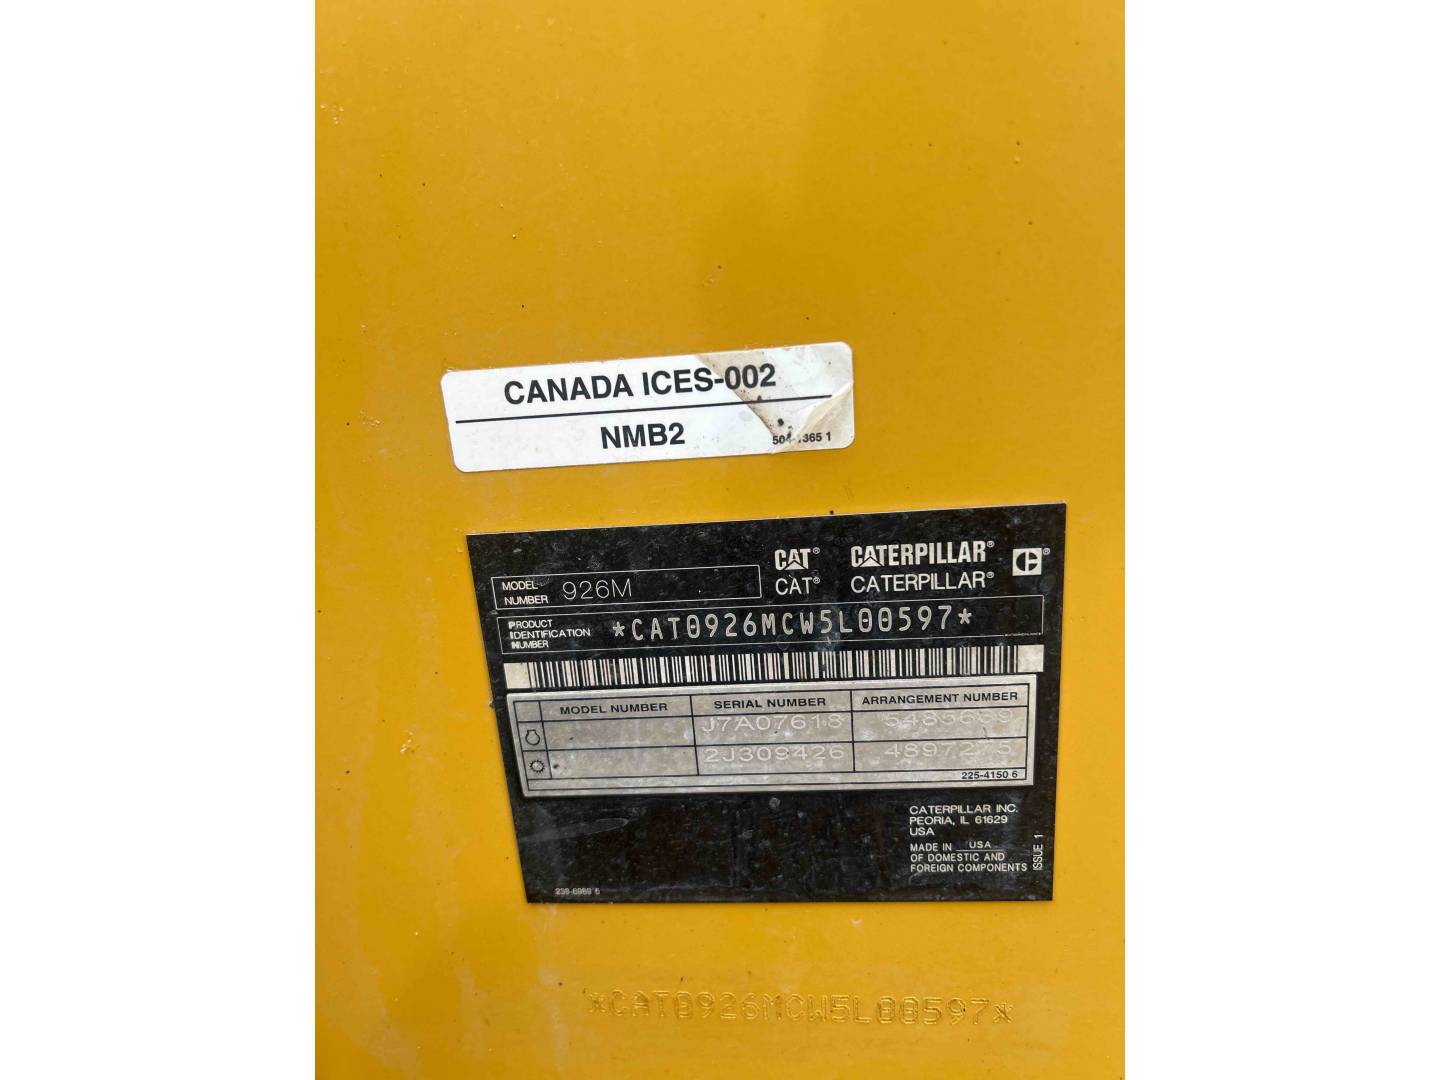 CANADA ICES-002
NMB2
CAT® CATERPILLAR®
MODEL NUMBER 926M CAT® CATERPILLAR®
PRODUCT IDENTIFICATION NUMBER *CAT0926MCW5L00597*
MODEL NUMBER SERIAL NUMBER ARRANGEMENT NUMBER
J7A07618
2J309426 4897275
225-4150 6
CATERPILLAR INC.
PEORIA, IL 61629
USA
MADE IN USA
OF DOMESTIC AND
FOREIGN COMPONENTS
ISSUE 1
*CAT0926MCW5L00597*